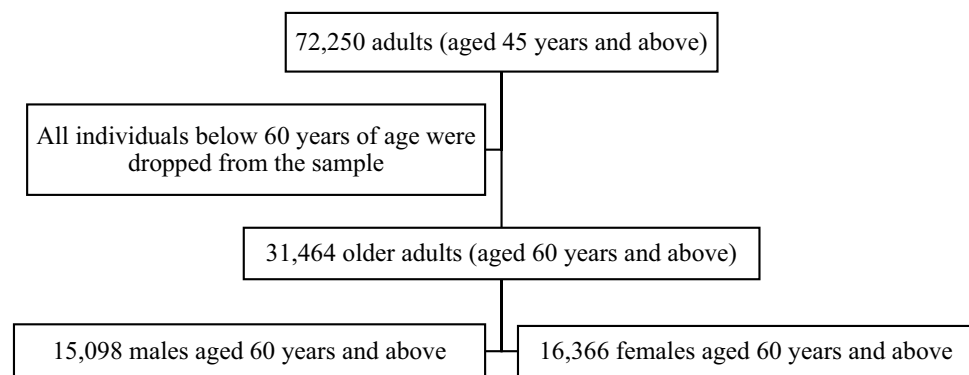 72,250 adults (aged 45 years and above)
All individuals below 60 years of age were
dropped from the sample
31,464 older adults (aged 60 years and above)
15,098 males aged 60 years and above
16,366 females aged 60 years and above